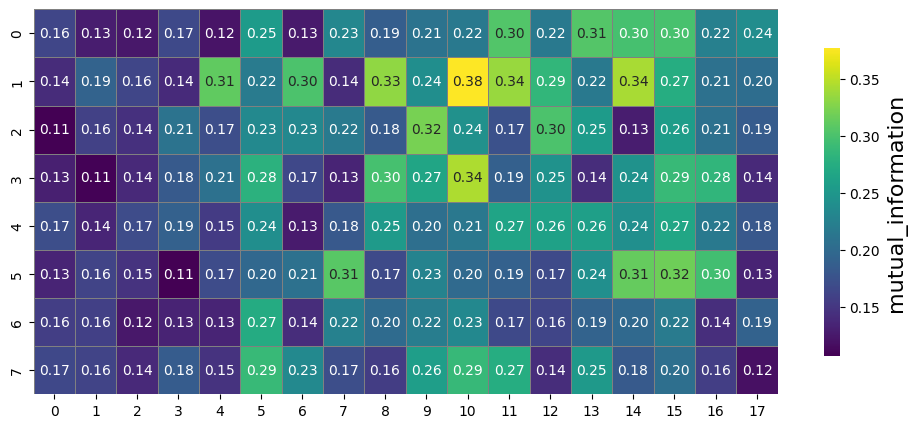 0 0.16 0.13 0.12 0.17 0.12 0.25 0.13 0.23 0.19 0.21 0.22 0.30 0.22 0.31 0.30 0.30 0.22 0.24
1 0.14 0.19 0.16 0.14 0.31 0.22 0.30 0.14 0.33 0.24 0.38 0.34 0.29 0.22 0.34 0.27 0.21 0.20
2 0.11 0.16 0.14 0.21 0.17 0.23 0.23 0.22 0.18 0.32 0.24 0.17 0.30 0.25 0.13 0.26 0.21 0.19
3 0.13 0.11 0.14 0.18 0.21 0.28 0.17 0.13 0.30 0.27 0.34 0.19 0.25 0.14 0.24 0.29 0.28 0.14
4 0.17 0.14 0.17 0.19 0.15 0.24 0.13 0.18 0.25 0.20 0.21 0.27 0.26 0.26 0.24 0.27 0.22 0.18
5 0.13 0.16 0.15 0.11 0.17 0.20 0.21 0.31 0.17 0.23 0.20 0.19 0.17 0.24 0.31 0.32 0.30 0.13
6 0.16 0.16 0.12 0.13 0.13 0.27 0.14 0.22 0.20 0.22 0.23 0.17 0.16 0.19 0.20 0.22 0.14 0.19
7 0.17 0.16 0.14 0.18 0.15 0.29 0.23 0.17 0.16 0.26 0.29 0.27 0.14 0.25 0.18 0.20 0.16 0.12
0 1 2 3 4 5 6 7 8 9 10 11 12 13 14 15 16 17
0.35
0.30
0.25
0.20
0.15
mutual_information